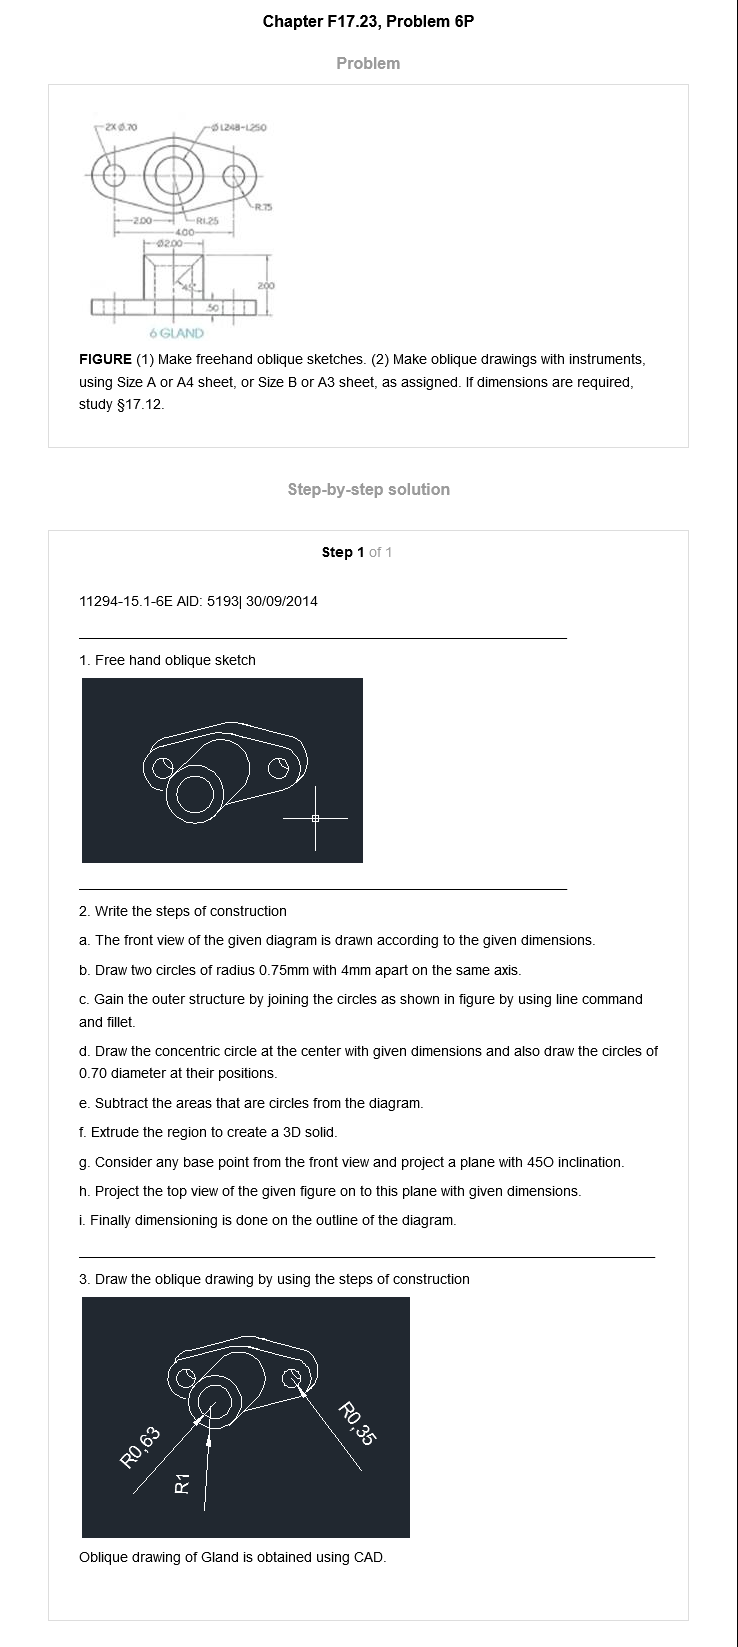 Chapter F17.23, Problem 6P
Problem
2X Ø.70
Ø1.248-1.250
R.75
2.00
R1.25
4.00
Ø2.00
2.00
45°
.50
6 GLAND
FIGURE (1) Make freehand oblique sketches. (2) Make oblique drawings with instruments,
using Size A or A4 sheet, or Size B or A3 sheet, as assigned. If dimensions are required,
study §17.12.
Step-by-step solution
Step 1 of 1
11294-15.1-6E AID: 5193| 30/09/2014
1. Free hand oblique sketch
2. Write the steps of construction
a. The front view of the given diagram is drawn according to the given dimensions.
b. Draw two circles of radius 0.75mm with 4mm apart on the same axis.
c. Gain the outer structure by joining the circles as shown in figure by using line command
and fillet.
d. Draw the concentric circle at the center with given dimensions and also draw the circles of
0.70 diameter at their positions.
e. Subtract the areas that are circles from the diagram.
f. Extrude the region to create a 3D solid.
g. Consider any base point from the front view and project a plane with 45O inclination.
h. Project the top view of the given figure on to this plane with given dimensions.
i. Finally dimensioning is done on the outline of the diagram.
3. Draw the oblique drawing by using the steps of construction
R0,63
R1
R0,35
Oblique drawing of Gland is obtained using CAD.